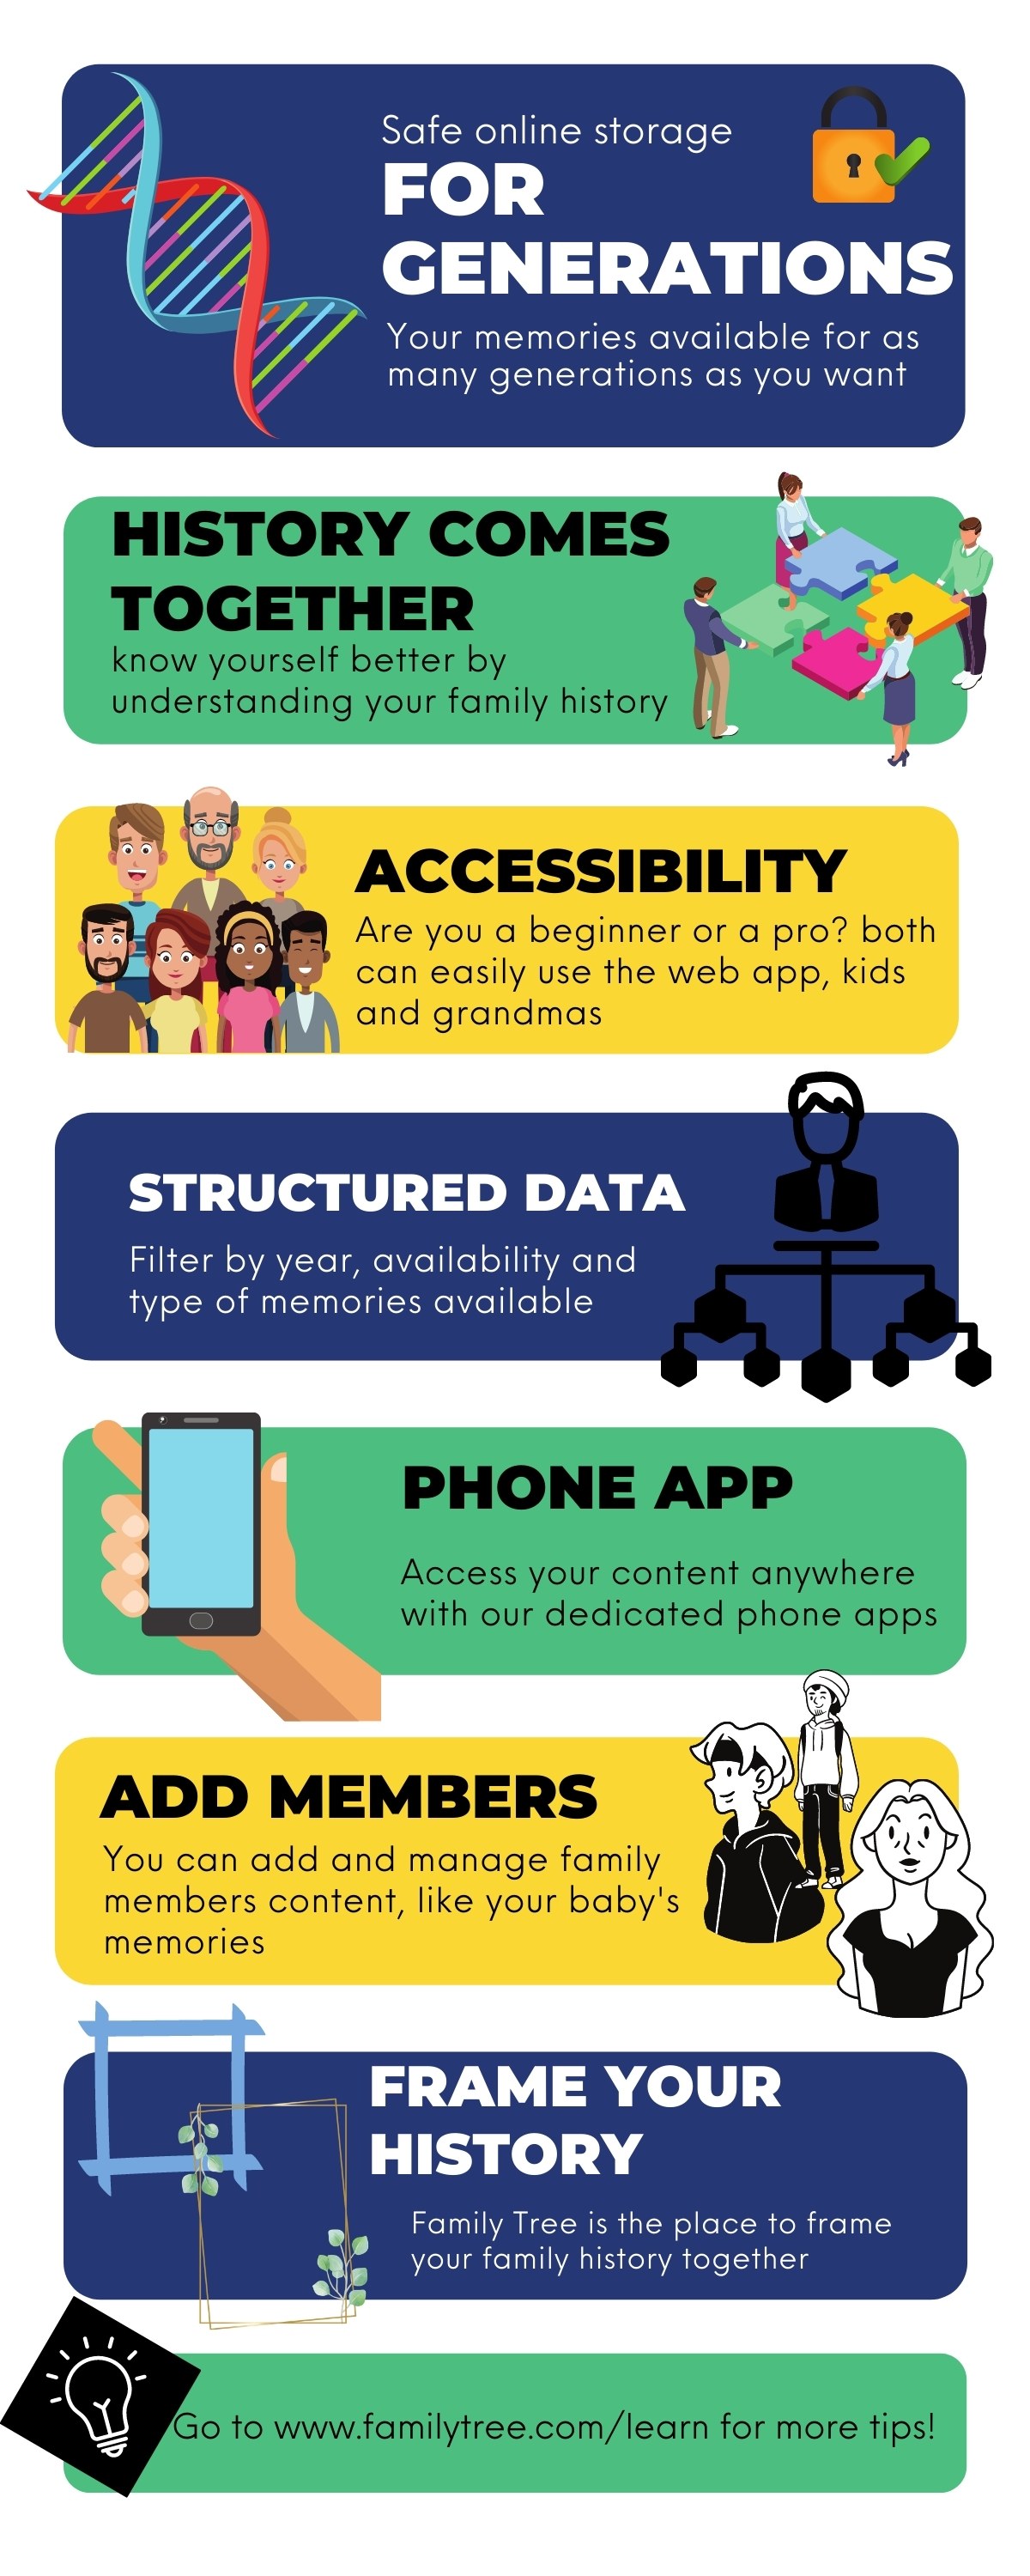 Safe online storage
FOR
GENERATIONS
Your memories available for as
many generations as you want
HISTORY COMES
TOGETHER
know yourself better by
understanding your family history
ACCESSIBILITY
Are you a beginner or a pro? both
can easily use the web app, kids
and grandmas
STRUCTURED DATA
Filter by year, availability and
type of memories available
PHONE APP
Access your content anywhere
with our dedicated phone apps
ADD MEMBERS
You can add and manage family
members content, like your baby's
memories
FRAME YOUR
HISTORY
Family Tree is the place to frame
your family history together
Go to www.familytree.com/learn for more tips!